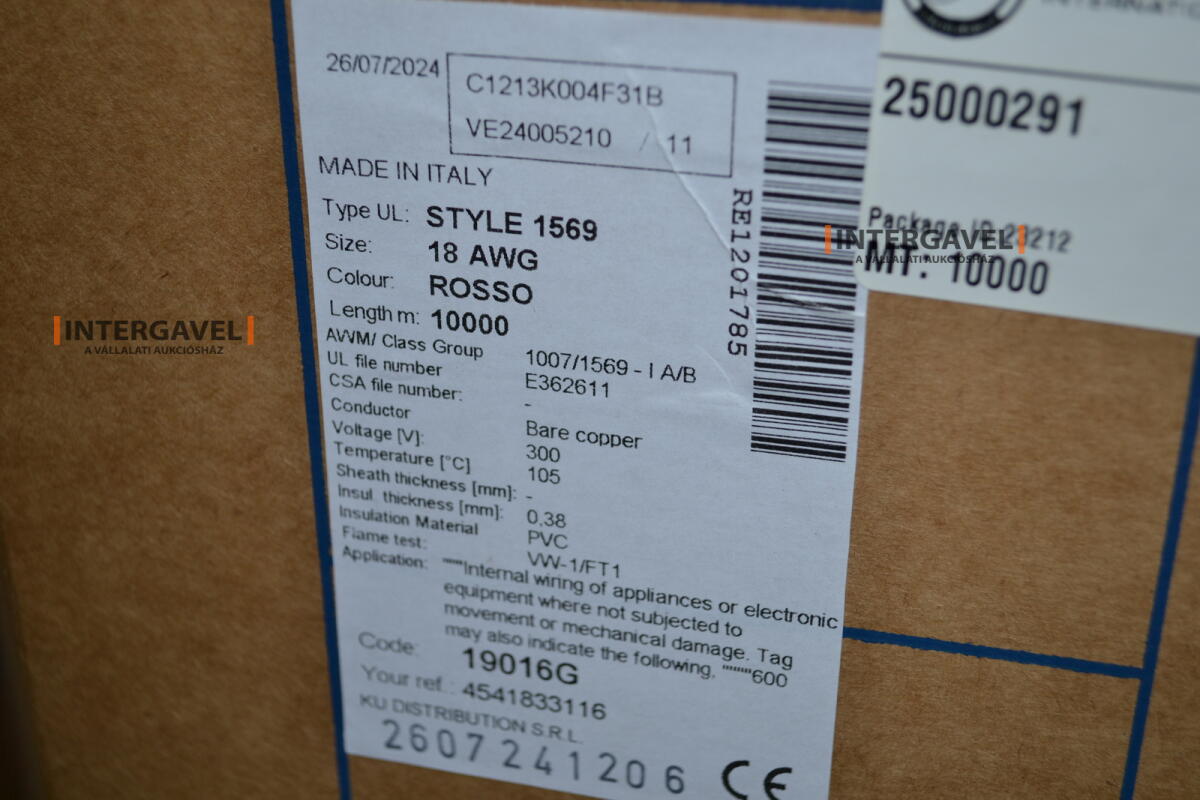 26/07/2024
C1213K004F31B
VE24005210 / 11
MADE IN ITALY
Type UL: STYLE 1569
Size: 18 AWG
Colour: ROSSO
Length m: 10000
AWM/ Class Group 1007/1569 - I A/B
UL file number E362611
CSA file number: -
Conductor Bare copper
Voltage [V]: 300
Temperature [°C] 105
Sheath thickness [mm]: -
Insul. thickness [mm]: 0,38
Insulation Material PVC
Flame test: VW-1/FT1
Application: """"Internal wiring of appliances or electronic
equipment where not subjected to
movement or mechanical damage. Tag
may also indicate the following, """"""600
Code: 19016G
Your ref.: 4541833116
KU DISTRIBUTION S.R.L.
2607241206 CE
RE1201785
25000291
Package ID
MT. 10000
|INTERGAVEL|
A VÁLLALATI AUKCIÓSHÁZ
|INTERGAVEL|
A VÁLLALATI AUKCIÓSHÁZ